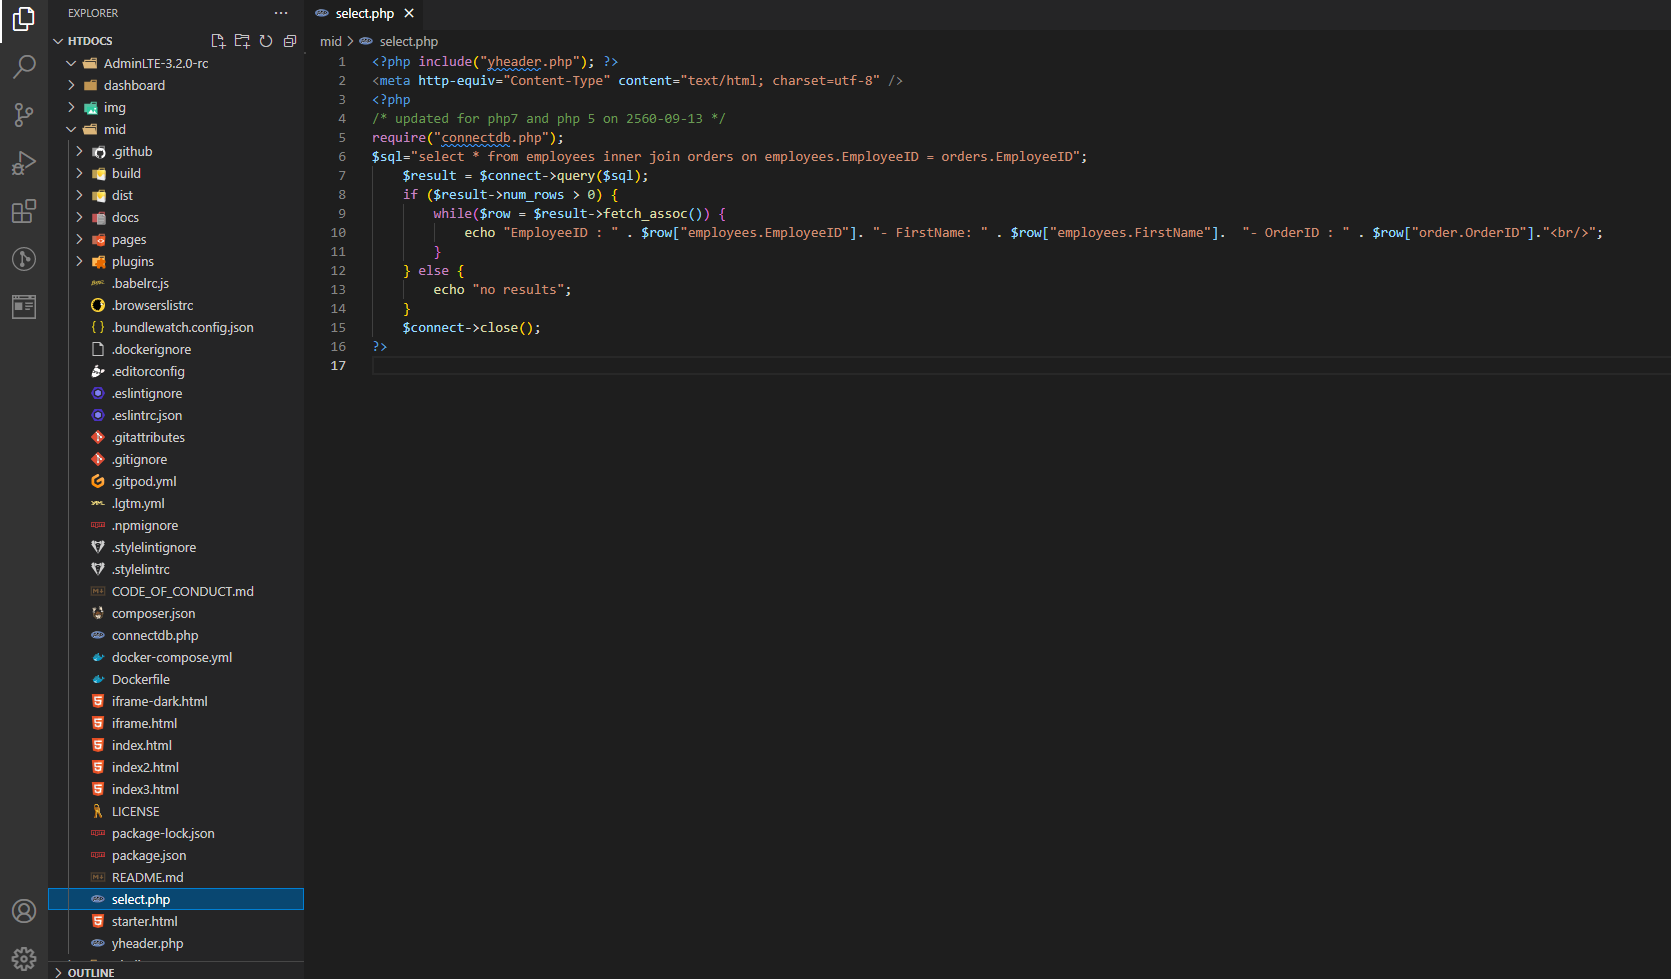 EXPLORER
···
HTDOCS
AdminLTE-3.2.0-rc
dashboard
img
mid
.github
build
dist
docs
pages
plugins
.babelrc.js
.browserslistrc
.bundlewatch.config.json
.dockerignore
.editorconfig
.eslintignore
.eslintrc.json
.gitattributes
.gitignore
.gitpod.yml
.lgtm.yml
.npmignore
.stylelintignore
.stylelintrc
CODE_OF_CONDUCT.md
composer.json
connectdb.php
docker-compose.yml
Dockerfile
iframe-dark.html
iframe.html
index.html
index2.html
index3.html
LICENSE
package-lock.json
package.json
README.md
select.php
starter.html
yheader.php
OUTLINE
select.php
mid > select.php
1 <?php include("yheader.php"); ?>
2 <meta http-equiv="Content-Type" content="text/html; charset=utf-8" />
3 <?php
4 /* updated for php7 and php 5 on 2560-09-13 */
5 require("connectdb.php");
6 $sql="select * from employees inner join orders on employees.EmployeeID = orders.EmployeeID";
7     $result = $connect->query($sql);
8     if ($result->num_rows > 0) {
9         while($row = $result->fetch_assoc()) {
10             echo "EmployeeID : " . $row["employees.EmployeeID"]. "- FirstName: " . $row["employees.FirstName"].  "- OrderID : " . $row["order.OrderID"]."<br/>";
11         }
12     } else {
13         echo "no results";
14     }
15     $connect->close();
16 ?>
17